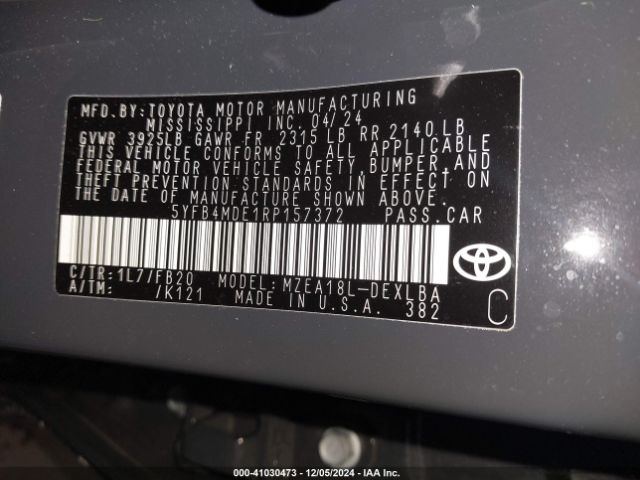 MFD.BY:TOYOTA MOTOR MANUFACTURING
MISSISSIPPI INC. 04/24
GVWR 3925LB GAWR FR 2315 LB RR 2140 LB
THIS VEHICLE CONFORMS TO ALL APPLICABLE
FEDERAL MOTOR VEHICLE SAFETY,BUMPER,AND
THEFT PREVENTION STANDARDS IN EFFECT ON
THE DATE OF MANUFACTURE SHOWN ABOVE.
5YFB4MDE1RP157372 PASS.CAR
C/TR:1L7/FB20 MODEL:MZEA18L-DEXLBA
A/TM: /K121 MADE IN U.S.A. 382 C
000-41030473 - 12/05/2024 - IAA Inc.